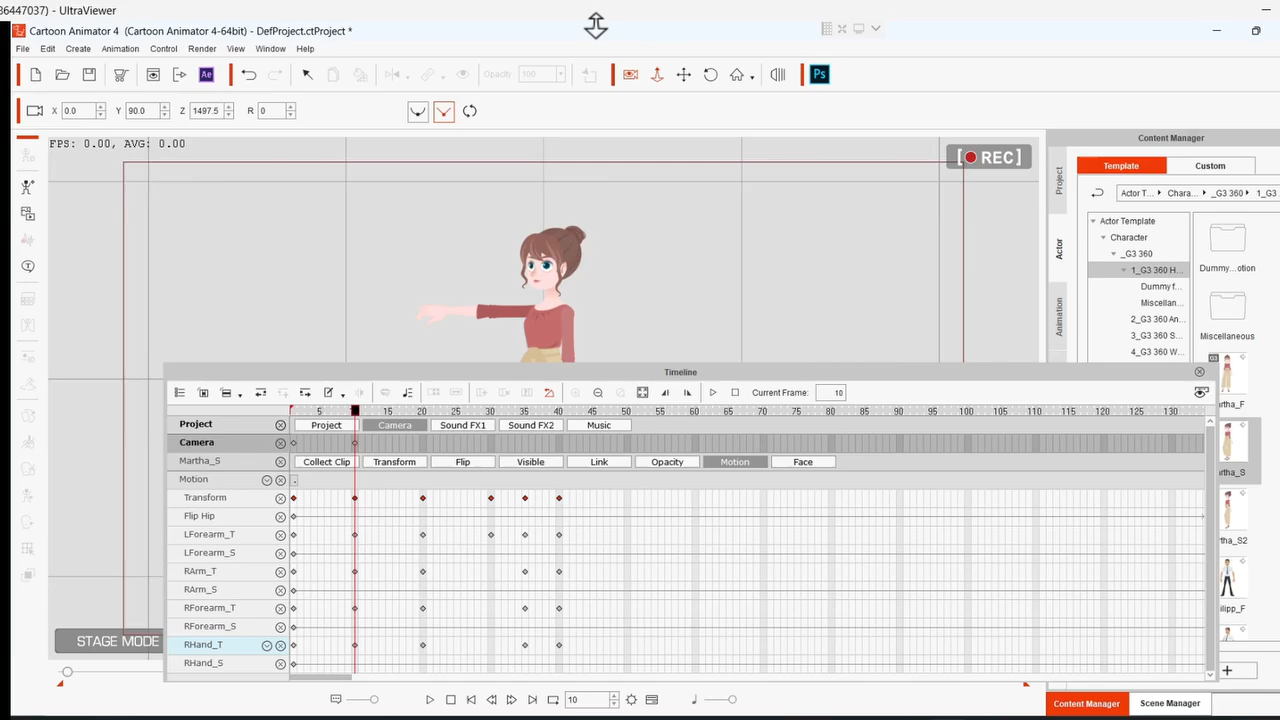 36447037) - UltraViewer
Cartoon Animator 4 (Cartoon Animator 4-64bit) - DefProject.ctProject *
File Edit Create Animation Control Render View Window Help
Ae Opacity: 100 Ps
X 0.0 Y 90.0 Z 1497.5 R 0
FPS: 0.00, AVG: 0.00
[ REC ]
Content Manager
Project
Actor
Animation
Template Custom
Actor T... Chara... _G3 360 1_G3
Actor Template
Character
_G3 360
1_G3 360 H...
Dummy f...
Miscellan...
2_G3 360 An...
3_G3 360 S...
4_G3 360 W...
Dummy...otion
Miscellaneous
G3
rtha_F
rtha_S
rtha_S2
ilipp_F
Timeline
Current Frame: 10
5 15 20 25 30 35 40 45 50 55 60 65 70 75 80 85 90 95 100 105 110 115 120 125 130
Project Project Camera Sound FX1 Sound FX2 Music
Camera
Martha_S Collect Clip Transform Flip Visible Link Opacity Motion Face
Motion
Transform
Flip Hip
LForearm_T
LForearm_S
RArm_T
RArm_S
RForearm_T
RForearm_S
RHand_T
RHand_S
STAGE MODE
10
Content Manager Scene Manager